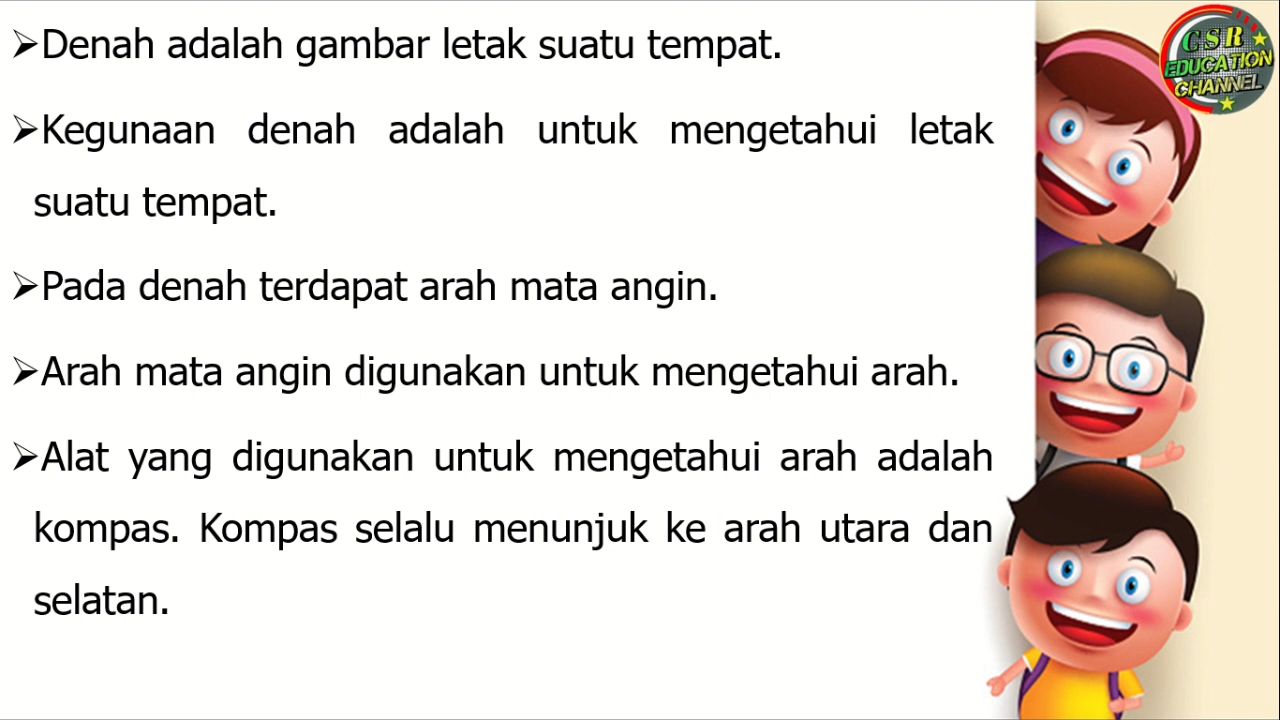 ➢Denah adalah gambar letak suatu tempat.
➢Kegunaan denah adalah untuk mengetahui letak
suatu tempat.
➢Pada denah terdapat arah mata angin.
➢Arah mata angin digunakan untuk mengetahui arah.
➢Alat yang digunakan untuk mengetahui arah adalah
kompas. Kompas selalu menunjuk ke arah utara dan
selatan.
CSR
EDUCATION
CHANNEL